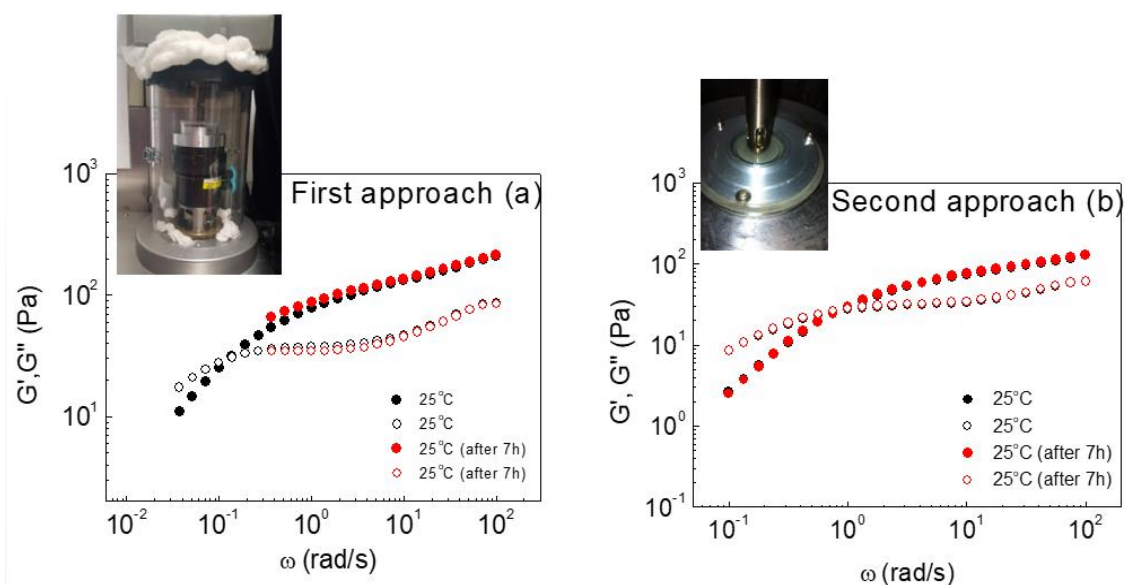 First approach (a)
10³
10²
10¹
G',G'' (Pa)
25°C
25°C
25°C (after 7h)
25°C (after 7h)
10⁻² 10⁻¹ 10⁰ 10¹ 10²
ω (rad/s)
Second approach (b)
10³
10²
10¹
10⁰
10⁻¹
G', G'' (Pa)
25°C
25°C
25°C (after 7h)
25°C (after 7h)
10⁻¹ 10⁰ 10¹ 10²
ω (rad/s)